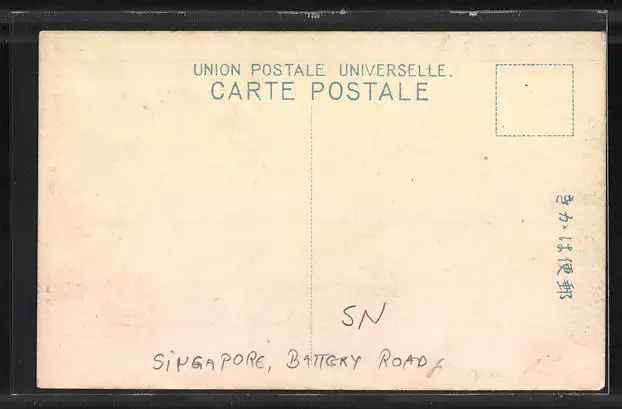 UNION POSTALE UNIVERSELLE.
CARTE POSTALE
きかは便郵
SN
SINGAPORE, BATTERY ROAD